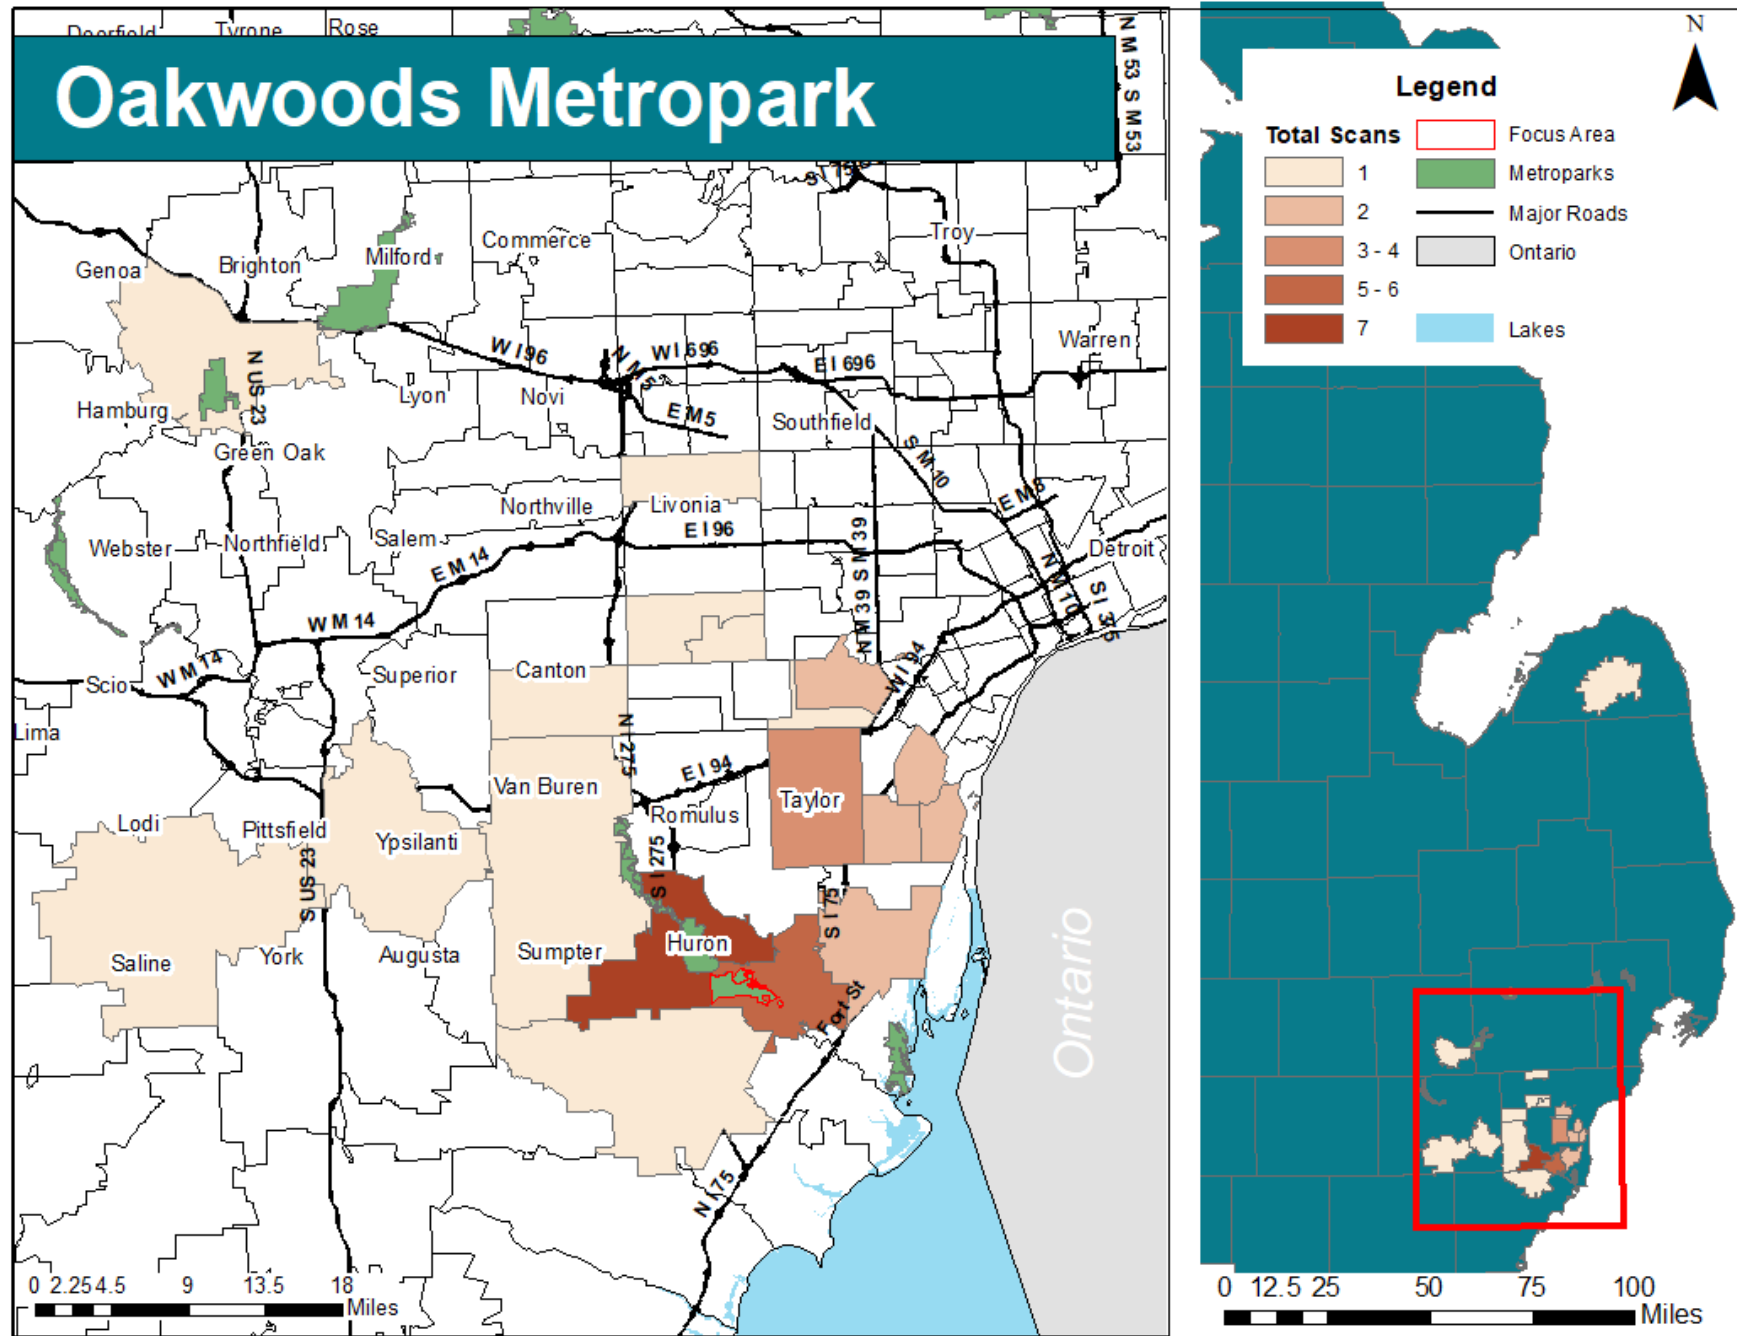 Deerfield
Tyrone
Rose
Oakwoods Metropark
N M 53 S M 53
S I 75
Troy
Commerce
Milford
Brighton
Genoa
Warren
W I 96
N M 5
W I 696
E I 696
N US 23
Lyon
Novi
E M 5
Hamburg
Southfield
Green Oak
S M 10
E M 8
Northville
Livonia
E I 96
N M 39 S M 39
Detroit
Webster
Northfield
Salem
E M 14
N M 10
S I 375
W M 14
W M 14
Scio
Superior
Canton
W I 94
Lima
N I 275
E I 94
Van Buren
Taylor
Romulus
Lodi
Pittsfield
Ypsilanti
S US 23
S I 275
S I 75
Huron
Sumpter
Saline
York
Augusta
Fort St
Ontario
N I 75
0 2.25 4.5 9 13.5 18
Miles
N
Legend
Total Scans
1
2
3 - 4
5 - 6
7
Focus Area
Metroparks
Major Roads
Ontario
Lakes
0 12.5 25 50 75 100
Miles